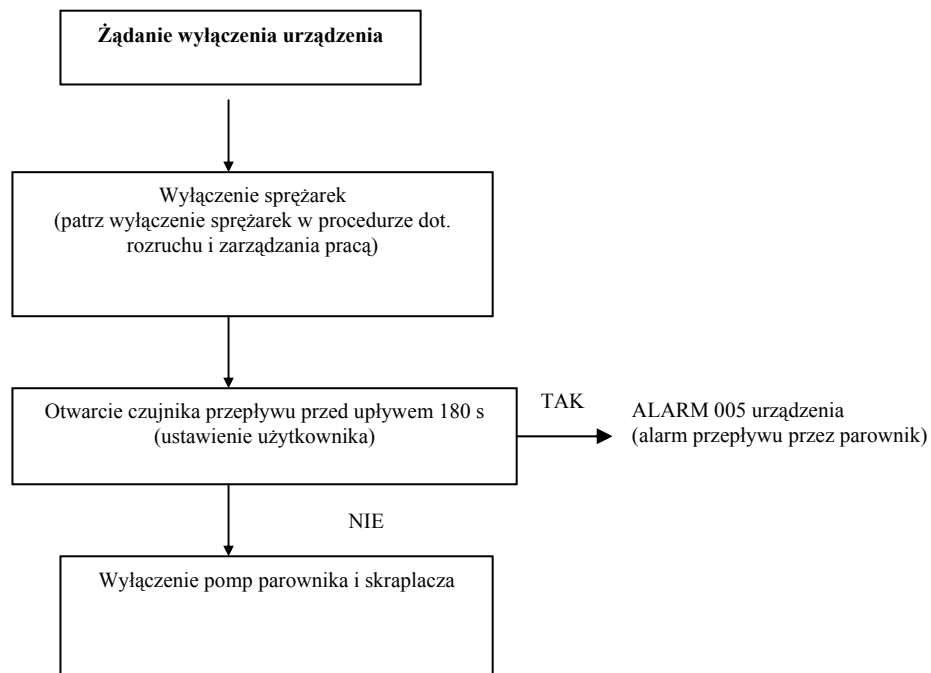 Żądanie wyłączenia urządzenia
Wyłączenie sprężarek
(patrz wyłączenie sprężarek w procedurze dot.
rozruchu i zarządzania pracą)
Otwarcie czujnika przepływu przed upływem 180 s
(ustawienie użytkownika)
TAK
ALARM 005 urządzenia
(alarm przepływu przez parownik)
NIE
Wyłączenie pomp parownika i skraplacza